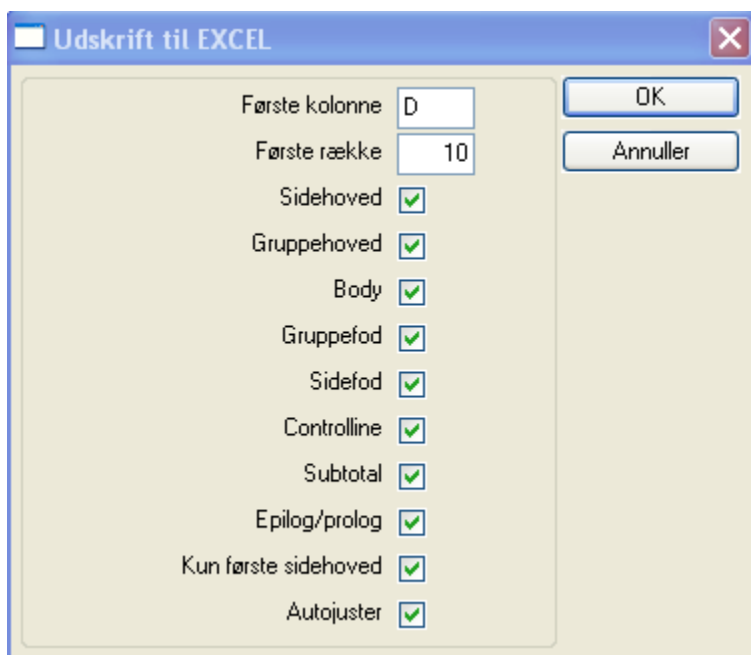 Udskrift til EXCEL
Første kolonne D
OK
Første række 10
Annuller
Sidehoved
Gruppehoved
Body
Gruppefod
Sidefod
Controlline
Subtotal
Epilog/prolog
Kun første sidehoved
Autojuster